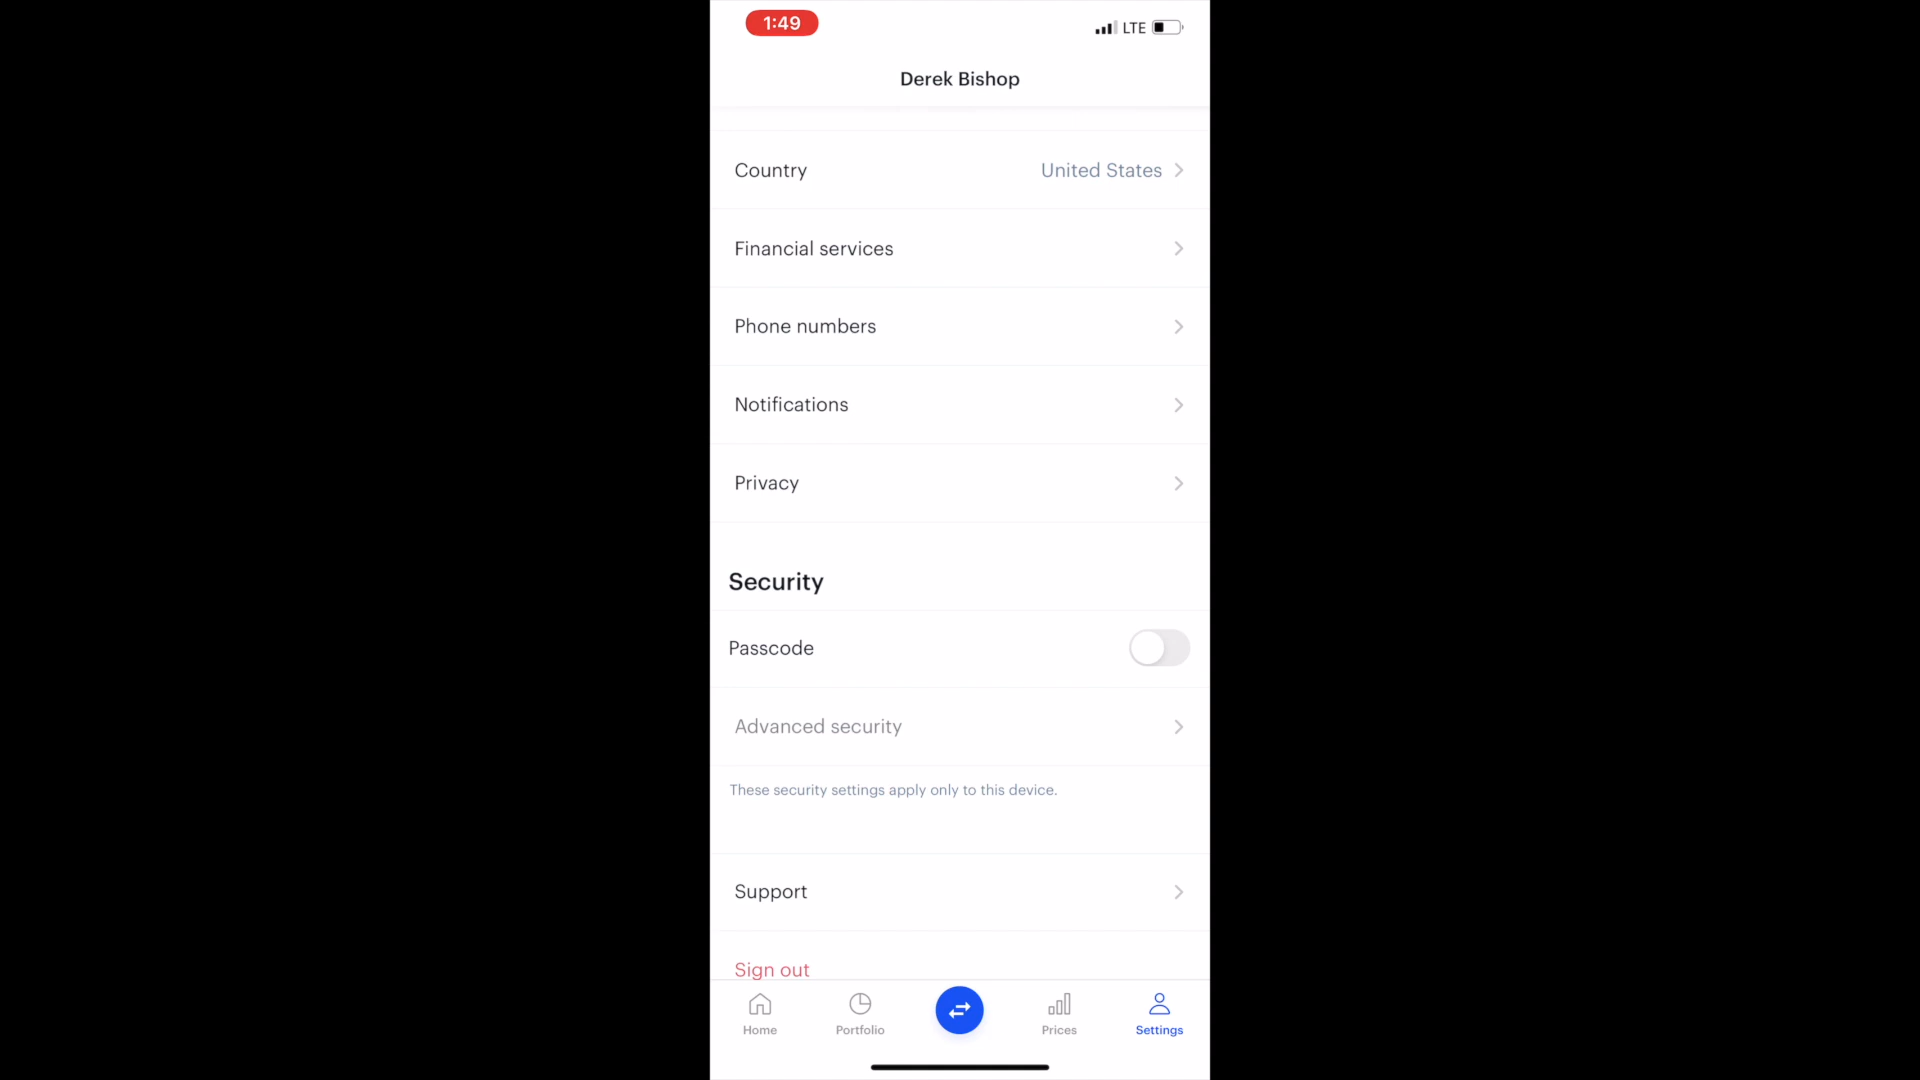 1:49
LTE
Derek Bishop
Country
United States
Financial services
Phone numbers
Notifications
Privacy
Security
Passcode
Advanced security
These security settings apply only to this device.
Support
Sign out
Home
Portfolio
Prices
Settings